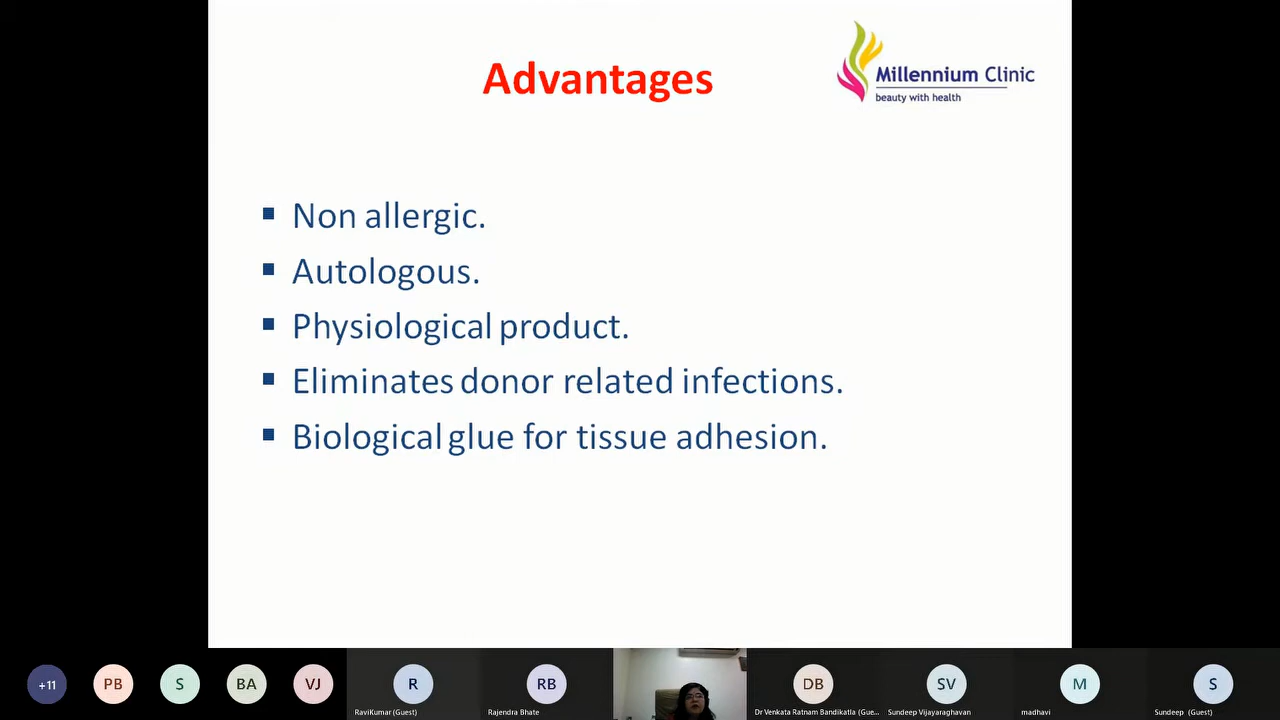 Advantages
Millennium Clinic
beauty with health
Non allergic.
Autologous.
Physiological product.
Eliminates donor related infections.
Biological glue for tissue adhesion.
+11
PB
S
BA
VJ
R
RB
DB
SV
M
S
RaviKumar (Guest)
Rajendra Bhate
Dr Venkata Ratnam Bandikatla (Gue...
Sundeep Vijayaraghavan
madhavi
Sundeep (Guest)